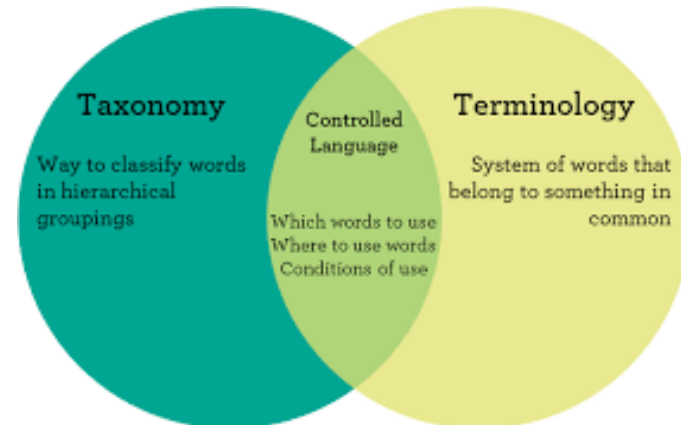 Taxonomy
Way to classify words
in hierarchical
groupings
Controlled
Language
Which words to use
Where to use words
Conditions of use
Terminology
System of words that
belong to something in
common